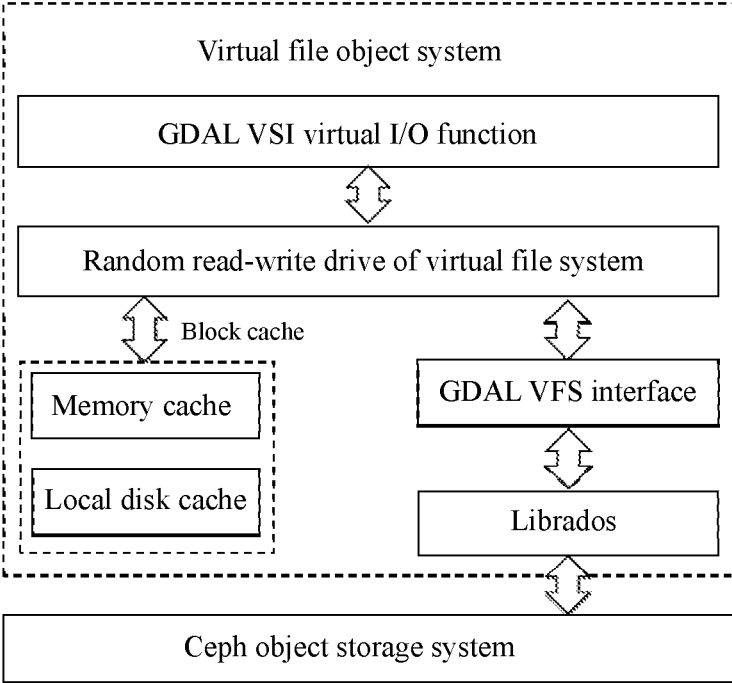 Virtual file object system
GDAL VSI virtual I/O function
Random read-write drive of virtual file system
Block cache
Memory cache
GDAL VFS interface
Local disk cache
Librados
Ceph object storage system